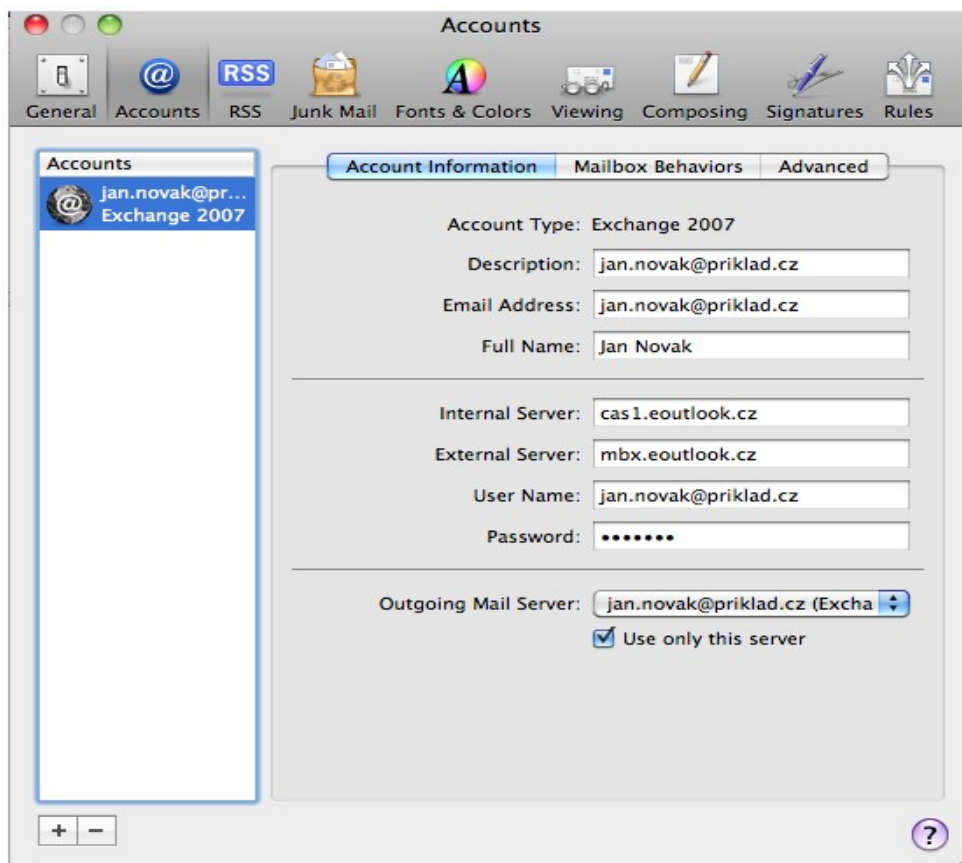 Accounts
RSS
General Accounts RSS Junk Mail Fonts & Colors Viewing Composing Signatures Rules
Accounts
jan.novak@pr...
Exchange 2007
Account Information Mailbox Behaviors Advanced
Account Type: Exchange 2007
Description: jan.novak@priklad.cz
Email Address: jan.novak@priklad.cz
Full Name: Jan Novak
Internal Server: cas1.eoutlook.cz
External Server: mbx.eoutlook.cz
User Name: jan.novak@priklad.cz
Password: •••••••
Outgoing Mail Server: jan.novak@priklad.cz (Excha
Use only this server
+ −
?